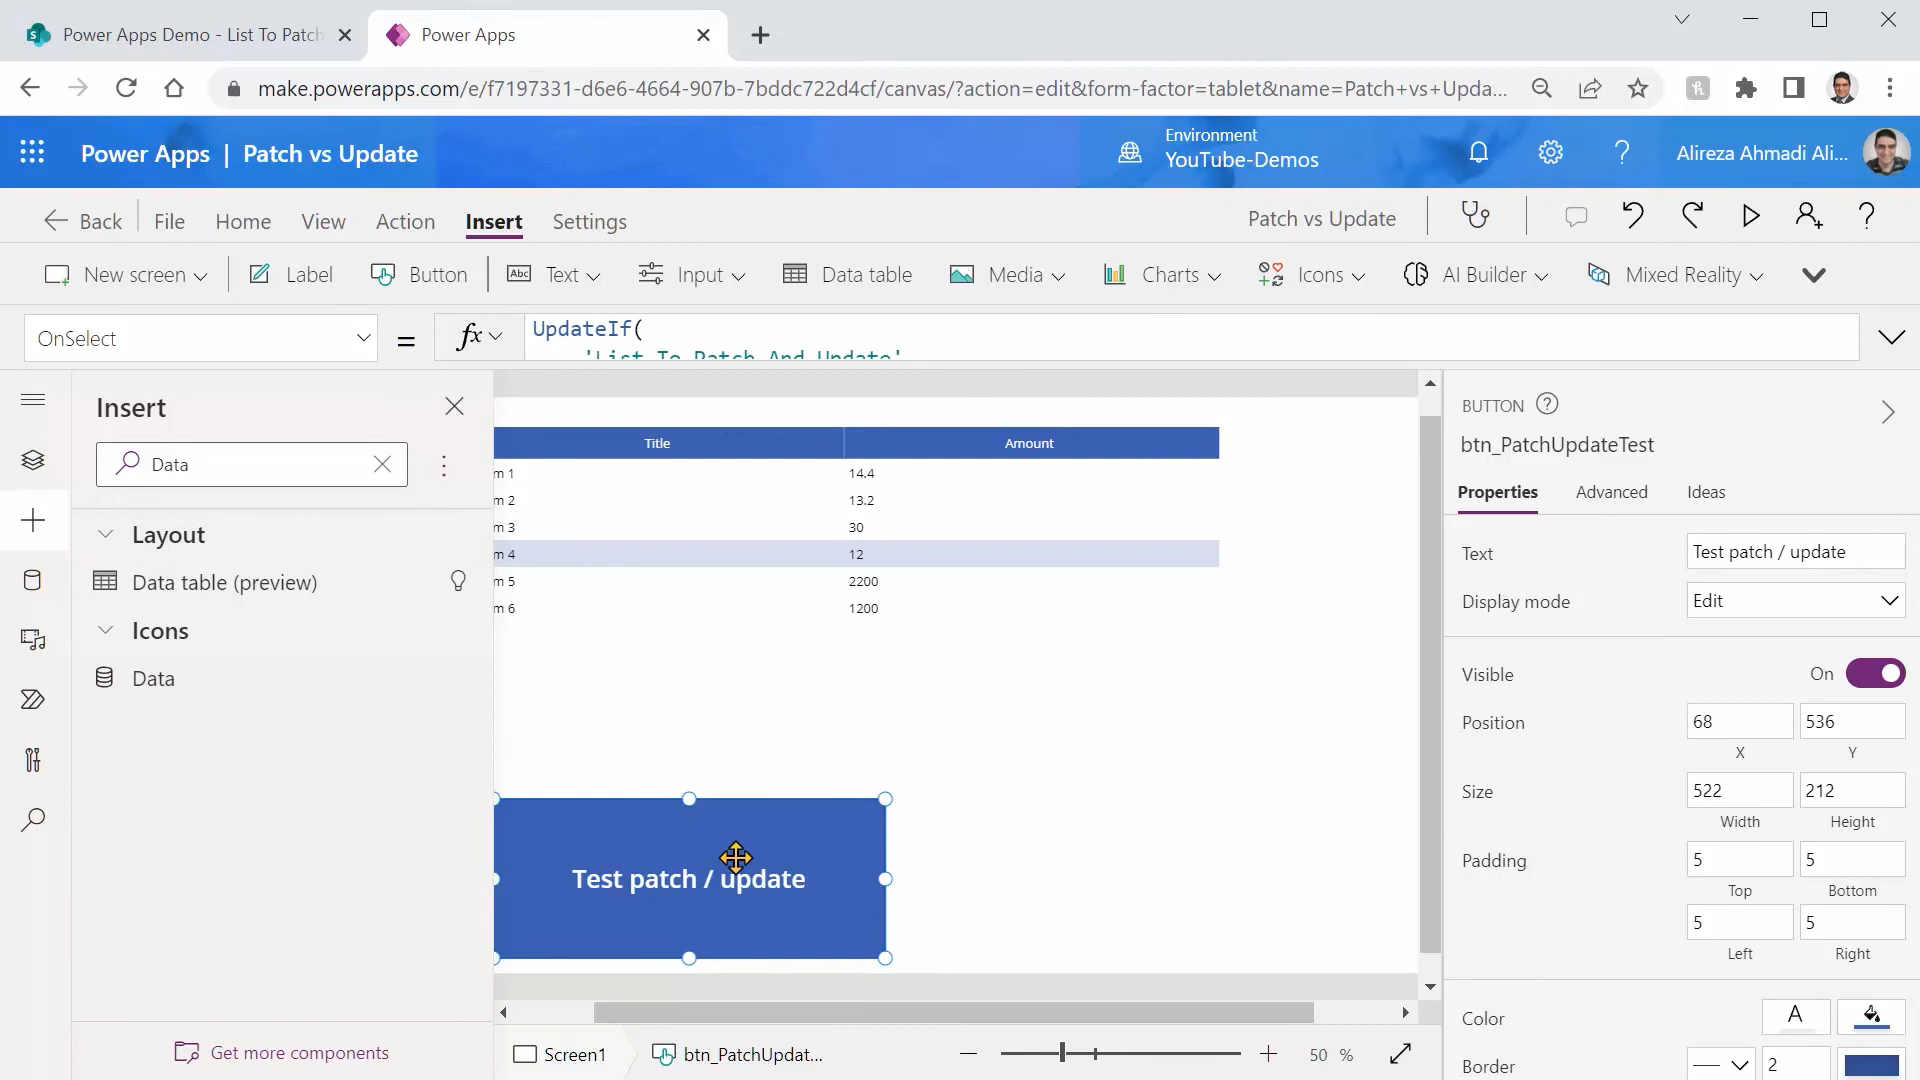 Power Apps Demo - List To Patch
Power Apps
make.powerapps.com/e/f7197331-d6e6-4664-907b-7bddc722d4cf/canvas/?action=edit&form-factor=tablet&name=Patch+vs+Upda...
Power Apps | Patch vs Update
Environment
YouTube-Demos
Alireza Ahmadi Ali...
Back
File
Home
View
Action
Insert
Settings
Patch vs Update
New screen
Label
Button
Abc Text
Input
Data table
Media
Charts
Icons
AI Builder
Mixed Reality
OnSelect
=
fx
UpdateIf(
'List To Patch And Update'
Insert
Data
Layout
Data table (preview)
Icons
Data
Get more components
Title Amount
m 1 14.4
m 2 13.2
m 3 30
m 4 12
m 5 2200
m 6 1200
Test patch / update
Screen1
btn_PatchUpdat...
50 %
BUTTON
btn_PatchUpdateTest
Properties
Advanced
Ideas
Text Test patch / update
Display mode Edit
Visible On
Position 68 536
X Y
Size 522 212
Width Height
Padding 5 5
Top Bottom
5 5
Left Right
Color A
Border 2